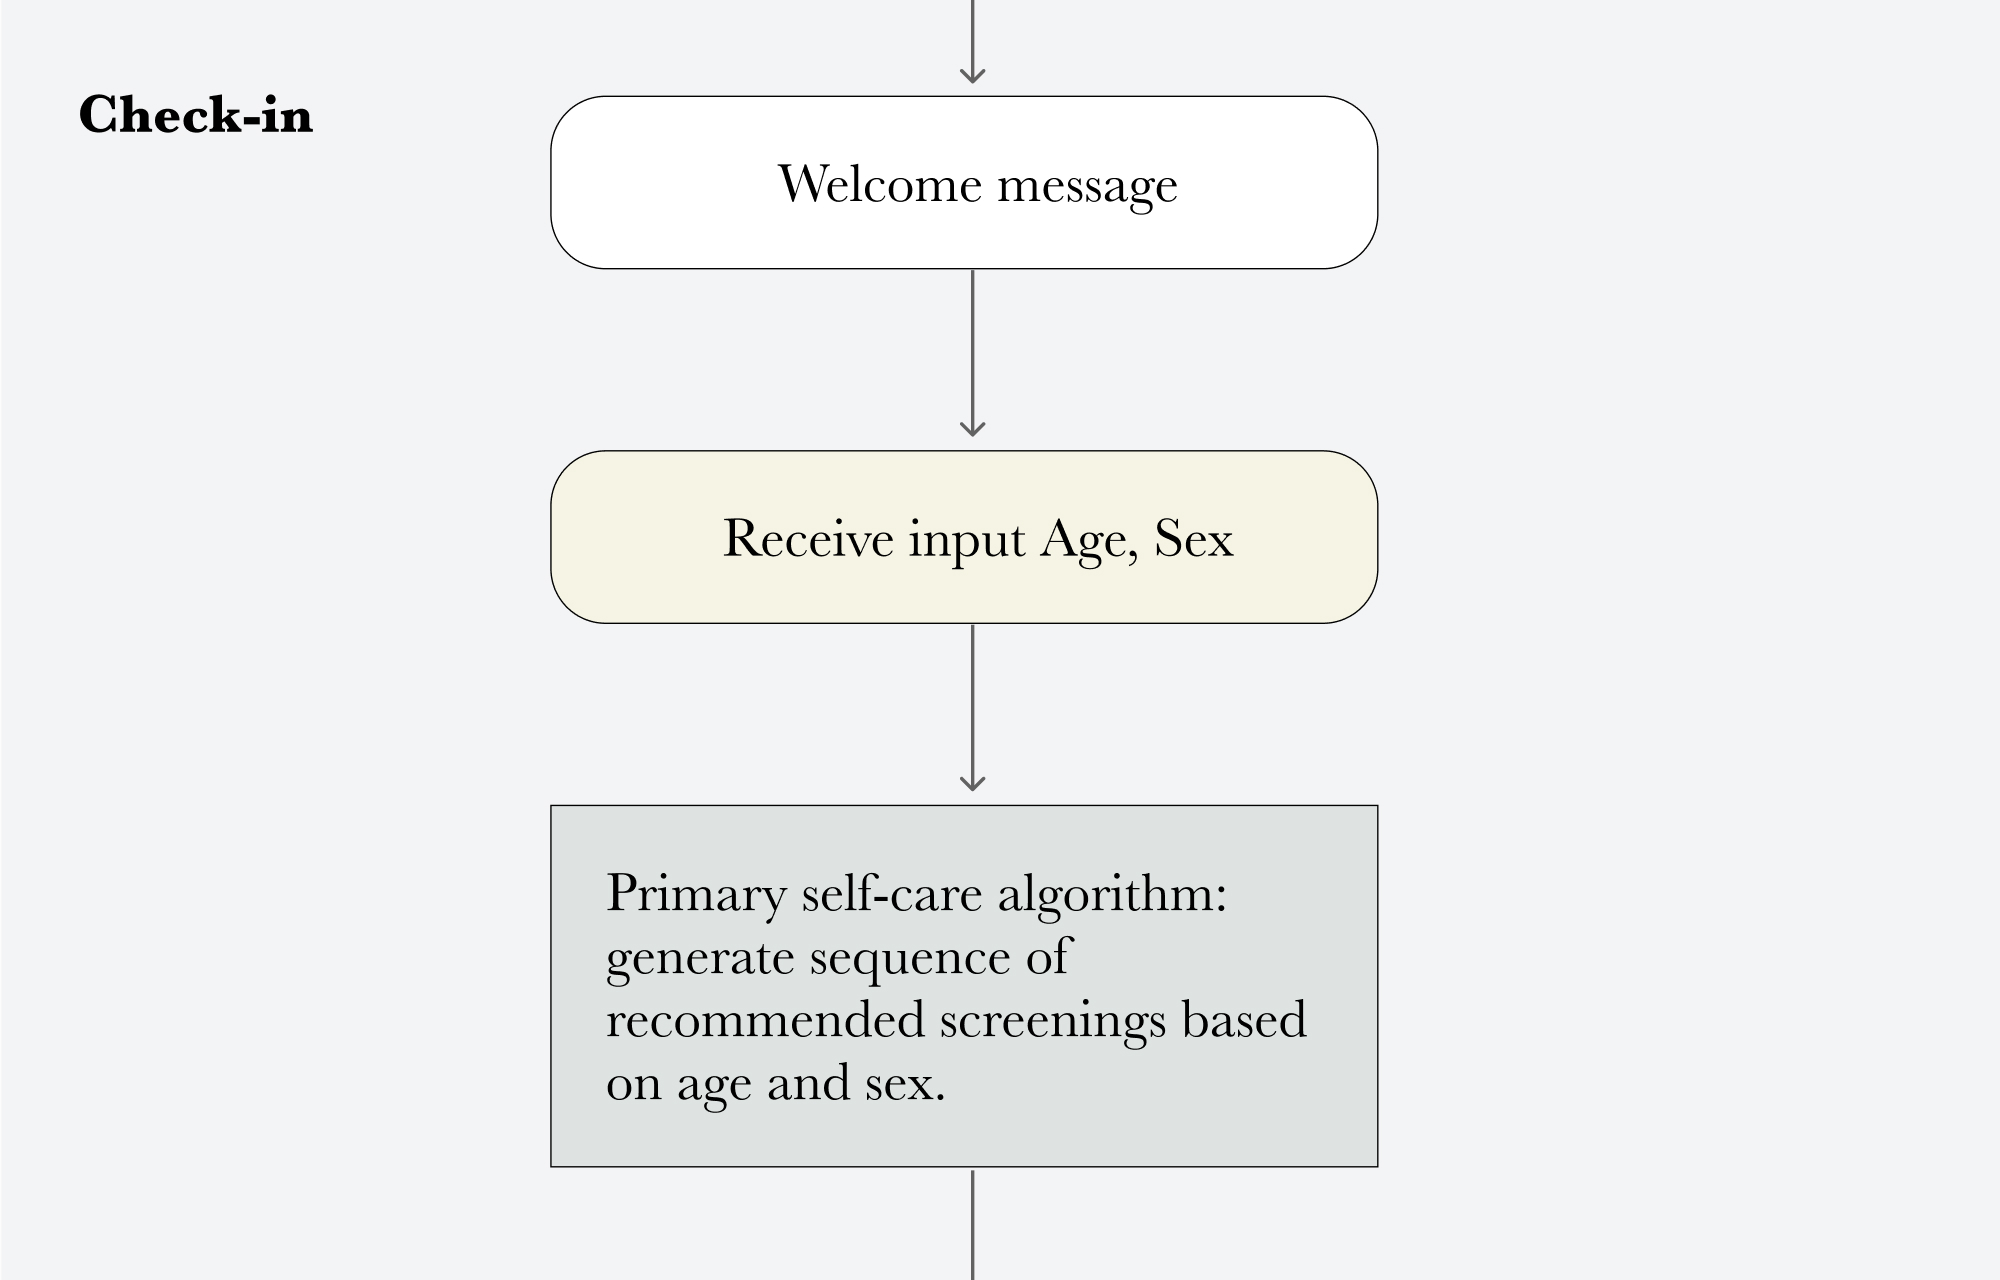 Check-in
Welcome message
Receive input Age, Sex
Primary self-care algorithm:
generate sequence of
recommended screenings based
on age and sex.